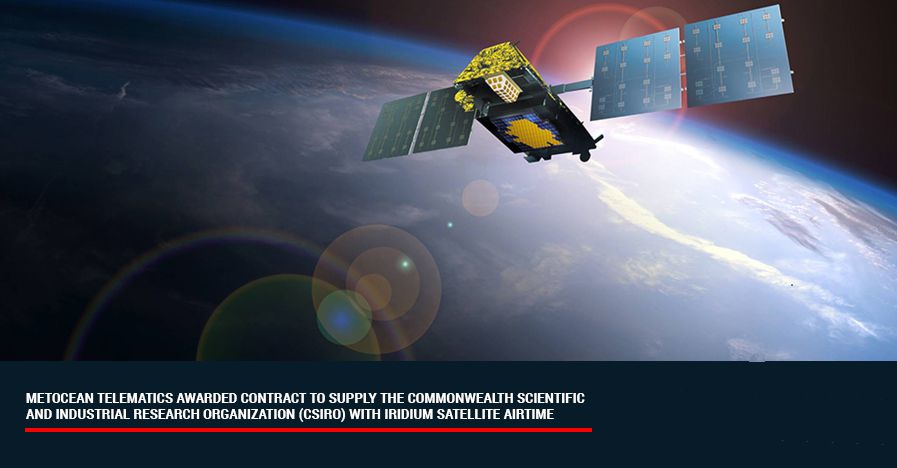 METOCEAN TELEMATICS AWARDED CONTRACT TO SUPPLY THE COMMONWEALTH SCIENTIFIC
AND INDUSTRIAL RESEARCH ORGANIZATION (CSIRO) WITH IRIDIUM SATELLITE AIRTIME